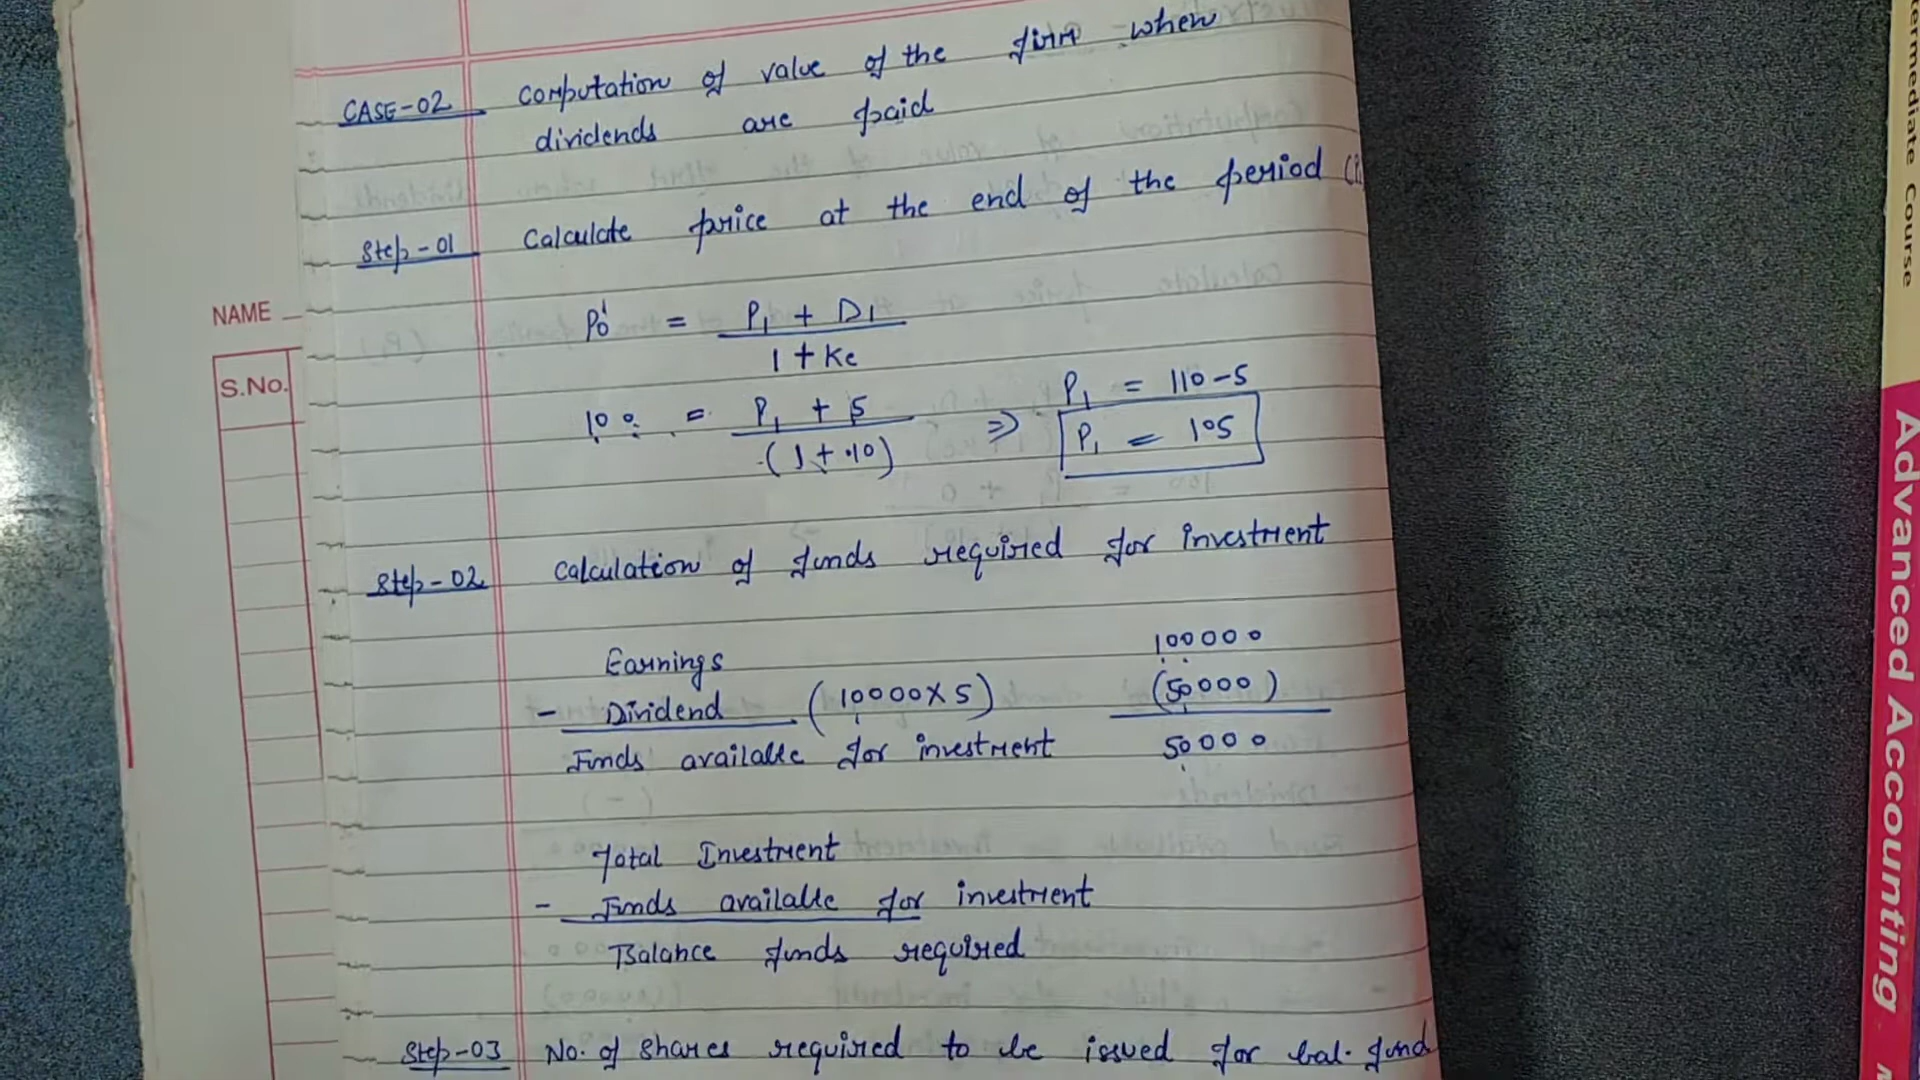 CASE-02 Computation of value of the firm when
dividends are paid
Step-01 Calculate price at the end of the period (P
P₀' = P₁ + D₁
1 + Ke
100 = P₁ + 5
(1 + .10)
⇒ P₁ = 110 - 5
P₁ = 105
Step-02 Calculation of funds required for investment
Earnings 100000
- Dividend (10000 X 5) (50000)
Funds available for investment 50000
Total Investment
- Funds available for investment
Balance funds required
Step-03 No. of shares required to be issued for bal. fund
NAME
S.No.
termediate Course
Advanced Accounting